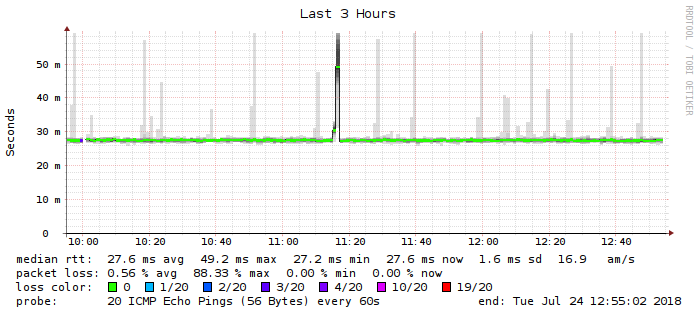 Last 3 Hours
RRDTOOL / TOBI OETIKER
Seconds
50 m
40 m
30 m
20 m
10 m
0
10:00 10:20 10:40 11:00 11:20 11:40 12:00 12:20 12:40
median rtt: 27.6 ms avg 49.2 ms max 27.2 ms min 27.6 ms now 1.6 ms sd 16.9 am/s
packet loss: 0.56 % avg 88.33 % max 0.00 % min 0.00 % now
loss color: 0 1/20 2/20 3/20 4/20 10/20 19/20
probe: 20 ICMP Echo Pings (56 Bytes) every 60s end: Tue Jul 24 12:55:02 2018